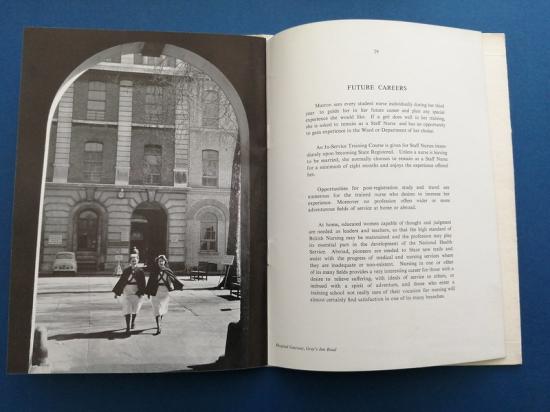 29
FUTURE CAREERS
MATRON sees every student nurse individually during her third
year to guide her in her future career and plan any special
experience she would like. If a girl does well in her training,
she is asked to remain as a Staff Nurse and has an opportunity
to gain experience in the Ward or Department of her choice.
An In-Service Training Course is given for Staff Nurses imme-
diately upon becoming State Registered. Unless a nurse is leaving
to be married, she normally chooses to remain as a Staff Nurse
for a minimum of eight months and enjoys the experience offered
her.
Opportunities for post-registration study and travel are
numerous for the trained nurse who desires to increase her
experience. Moreover no profession offers wider or more
adventurous fields of service at home or abroad.
At home, educated women capable of thought and judgment
are needed as leaders and teachers, so that the high standard of
British Nursing may be maintained and the profession may play
its essential part in the development of the National Health
Service. Abroad, pioneers are needed to blaze new trails and
assist with the progress of medical and nursing services where
they are inadequate or non-existent. Nursing in one or other
of its many fields provides a very interesting career for those with a
desire to relieve suffering, with ideals of service to others, or
indeed with a spirit of adventure, and those who enter a
training school not really sure of their vocation for nursing will
almost certainly find satisfaction in one of its many branches.
Hospital Gateway, Gray's Inn Road